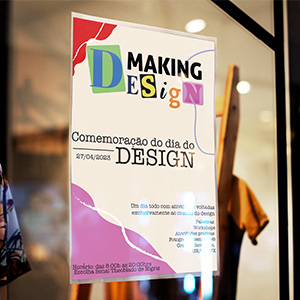 MAKING
DESigN
Comemoração do dia do
27/04/2023 DESIGN
Um dia todo com atividades voltadas
exclusivamente ao mundo do design
Palestras
Workshops
Horário: das 8:00h às 20:00hrs